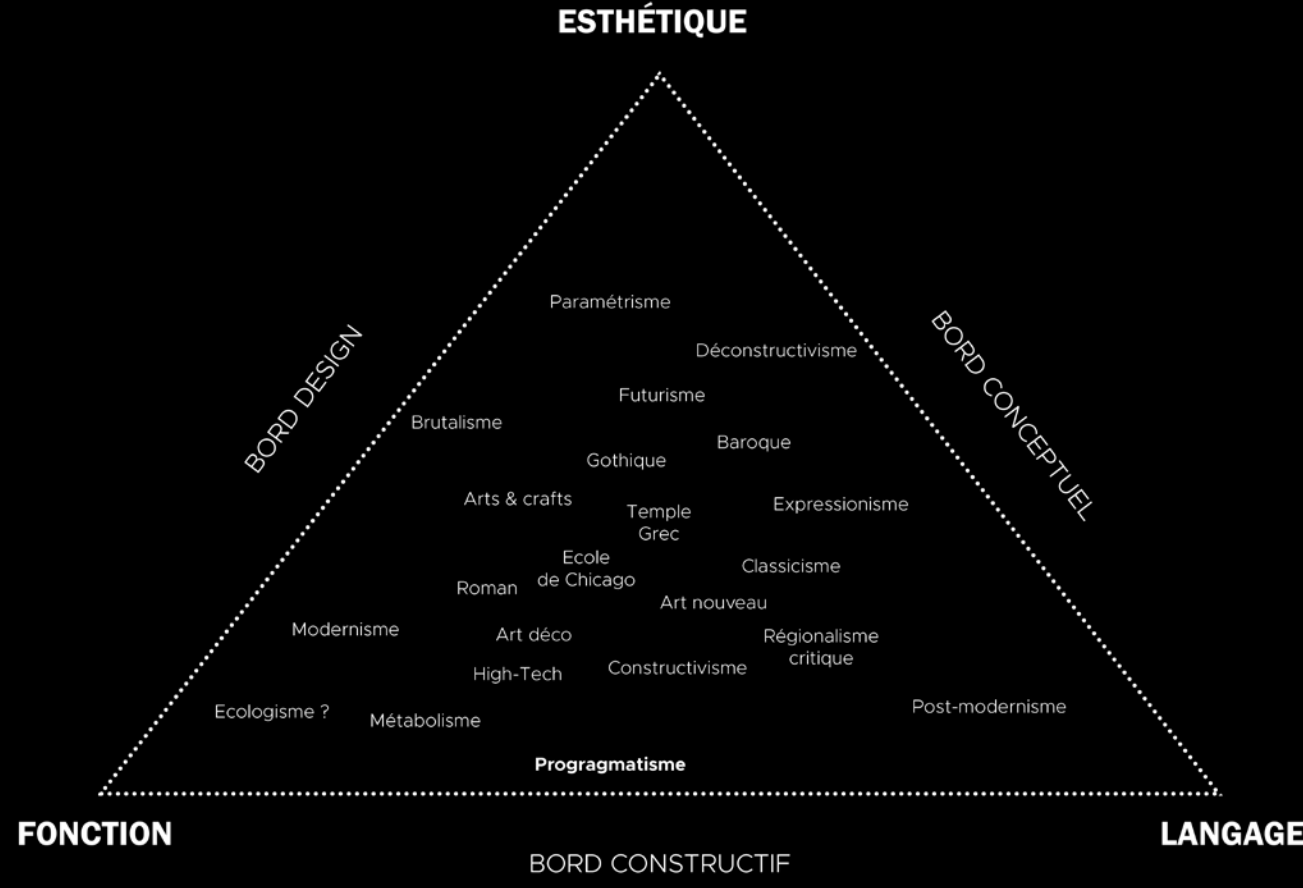 ESTHÉTIQUE
Paramétrisme
BORD DESIGN
BORD CONCEPTUEL
Déconstructivisme
Futurisme
Brutalisme
Baroque
Gothique
Arts & crafts
Expressionisme
Temple
Grec
Ecole
de Chicago
Classicisme
Roman
Art nouveau
Modernisme
Art déco
Régionalisme
critique
High-Tech
Constructivisme
Ecologisme ?
Métabolisme
Post-modernisme
Progragmatisme
FONCTION
LANGAGE
BORD CONSTRUCTIF